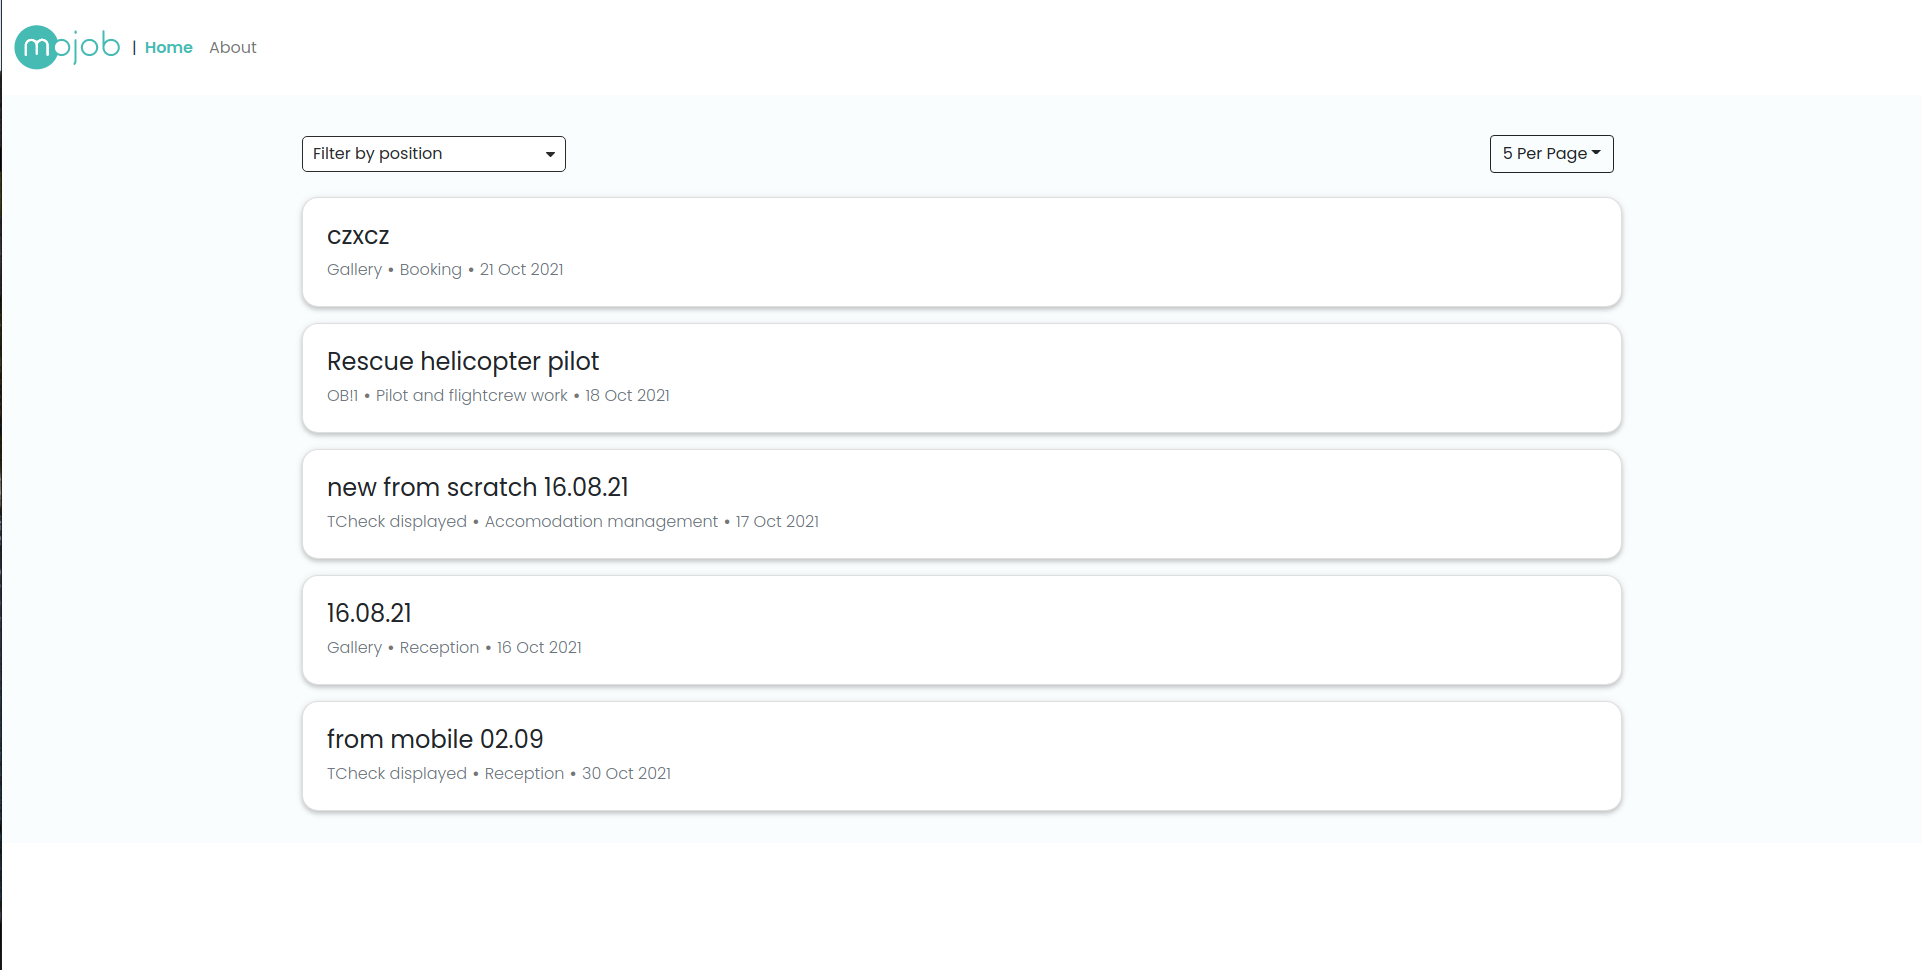 mojob | Home About
Filter by position 5 Per Page
czxcz
Gallery • Booking • 21 Oct 2021
Rescue helicopter pilot
OB!1 • Pilot and flightcrew work • 18 Oct 2021
new from scratch 16.08.21
TCheck displayed • Accomodation management • 17 Oct 2021
16.08.21
Gallery • Reception • 16 Oct 2021
from mobile 02.09
TCheck displayed • Reception • 30 Oct 2021